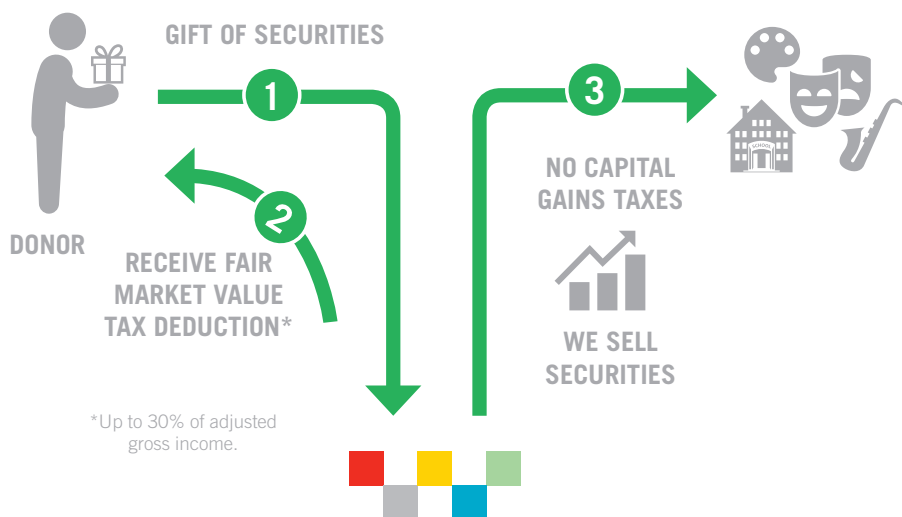 GIFT OF SECURITIES
1
3
SCHOOL
NO CAPITAL
GAINS TAXES
2
DONOR
RECEIVE FAIR
MARKET VALUE
TAX DEDUCTION*
WE SELL
SECURITIES
*Up to 30% of adjusted
gross income.